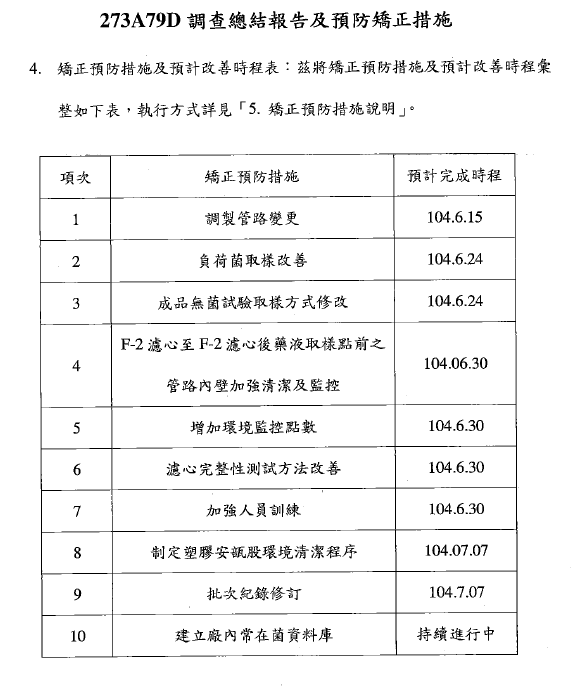 273A79D 調查總結報告及預防矯正措施
4. 矯正預防措施及預計改善時程表：茲將矯正預防措施及預計改善時程彙
整如下表，執行方式詳見「5. 矯正預防措施說明」。
項次 矯正預防措施 預計完成時程
1 調製管路變更 104.6.15
2 負荷菌取樣改善 104.6.24
3 成品無菌試驗取樣方式修改 104.6.24
F-2 濾心至 F-2 濾心後藥液取樣點前之
4 管路內壁加強清潔及監控 104.06.30
5 增加環境監控點數 104.6.30
6 濾心完整性測試方法改善 104.6.30
7 加強人員訓練 104.6.30
8 制定塑膠安瓿股環境清潔程序 104.07.07
9 批次紀錄修訂 104.7.07
10 建立廠內常在菌資料庫 持續進行中